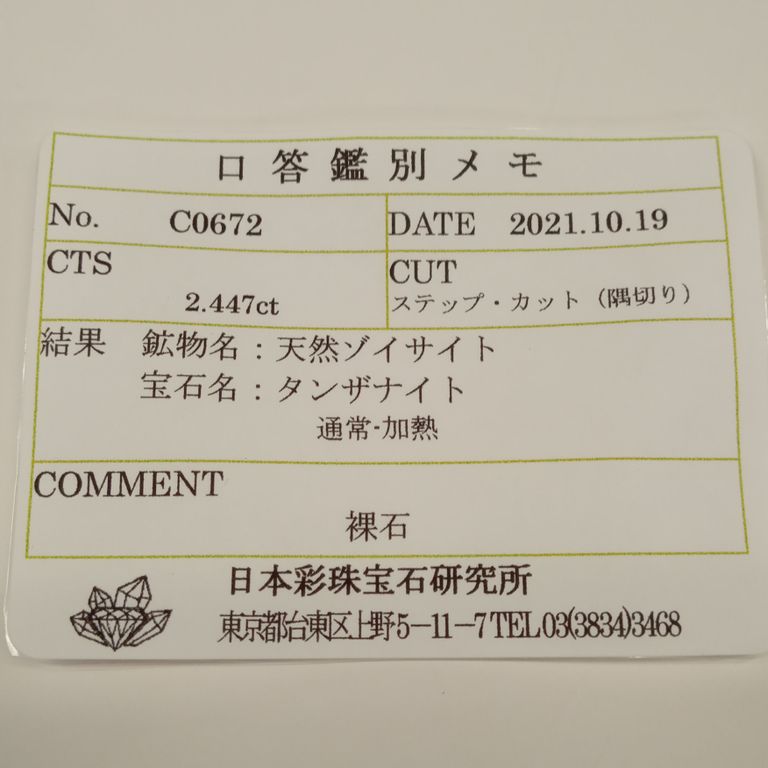 口答鑑別メモ
No. C0672 DATE 2021.10.19
CTS 2.447ct CUT ステップ・カット（隅切り）
結果 鉱物名：天然ゾイサイト
宝石名：タンザナイト
通常-加熱
COMMENT
裸石
日本彩珠宝石研究所
東京都台東区上野5－11－7 TEL 03(3834)3468